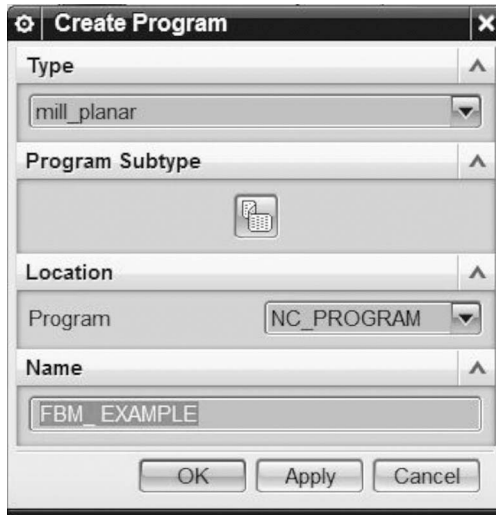 Create Program
Type
mill_planar
Program Subtype
Location
Program NC_PROGRAM
Name
FBM_ EXAMPLE
OK Apply Cancel